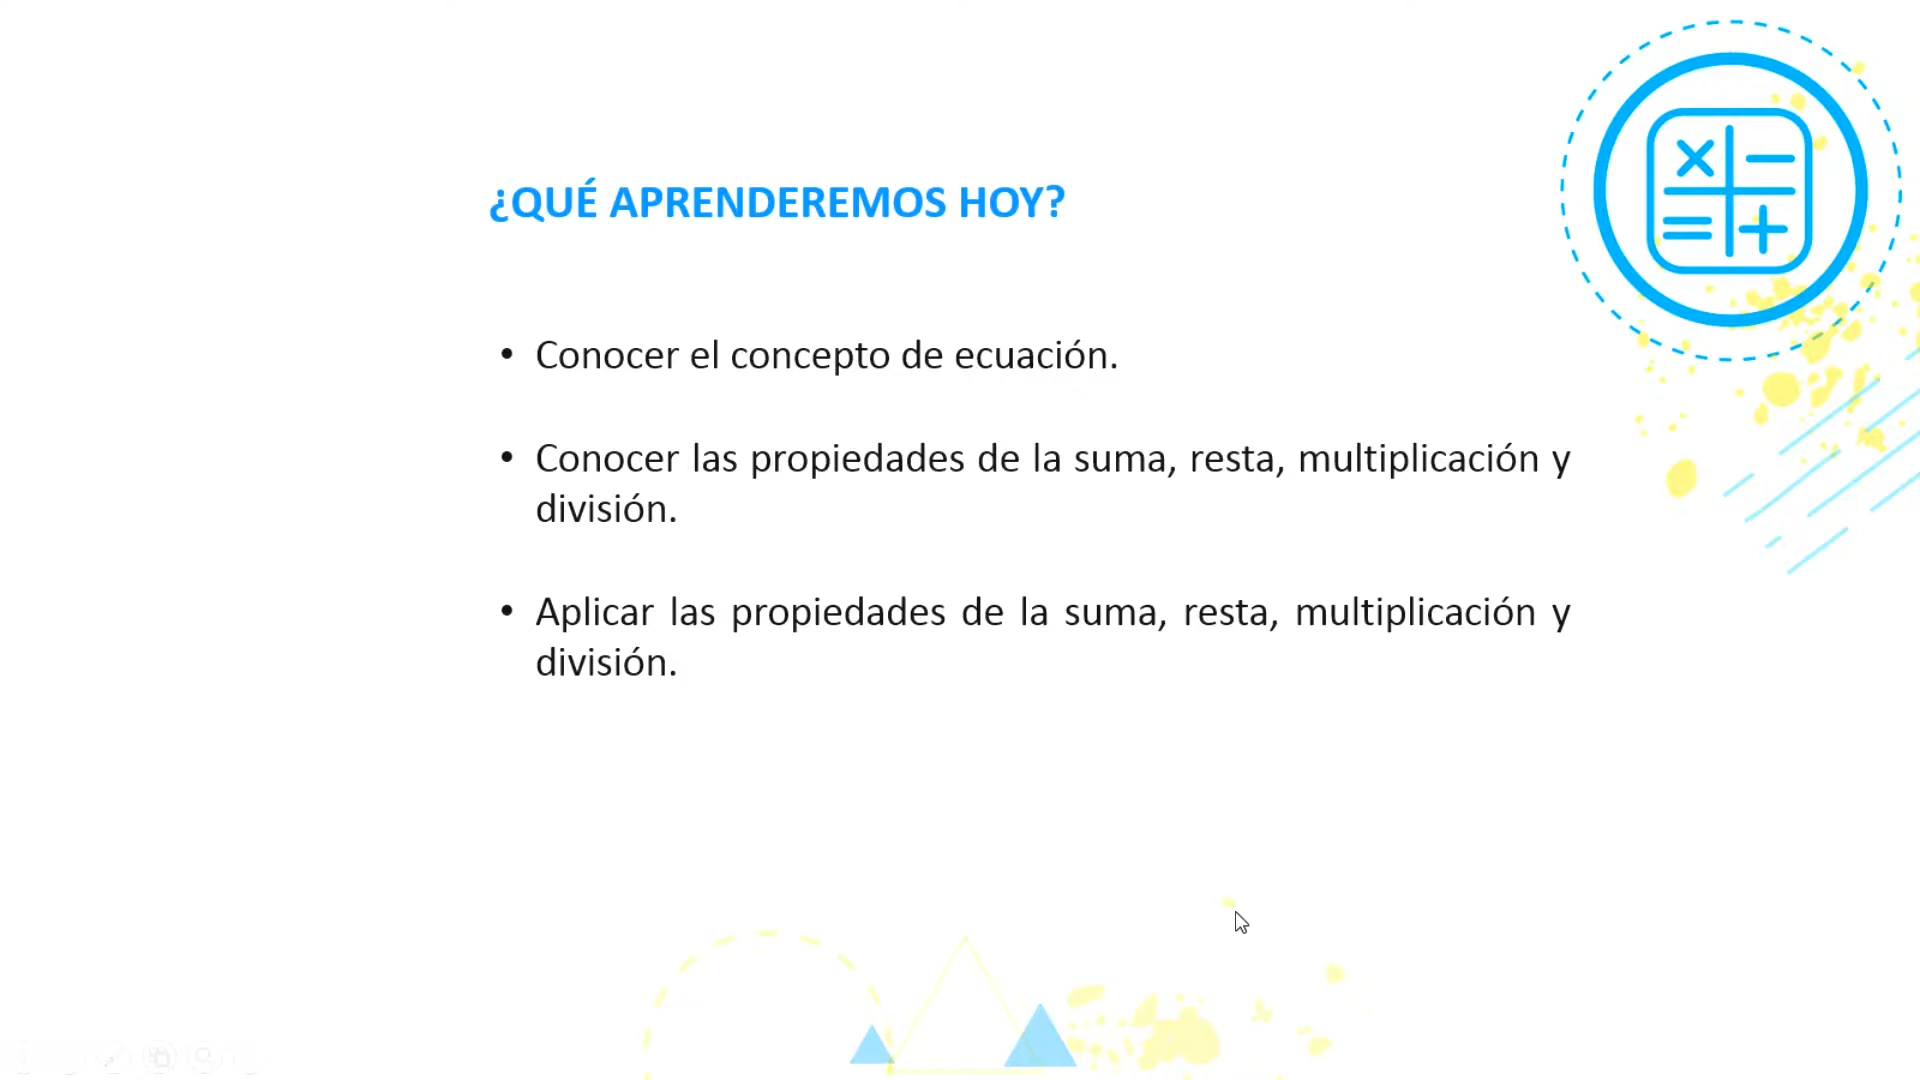 ¿QUÉ APRENDEREMOS HOY?
• Conocer el concepto de ecuación.
• Conocer las propiedades de la suma, resta, multiplicación y
división.
• Aplicar las propiedades de la suma, resta, multiplicación y
división.